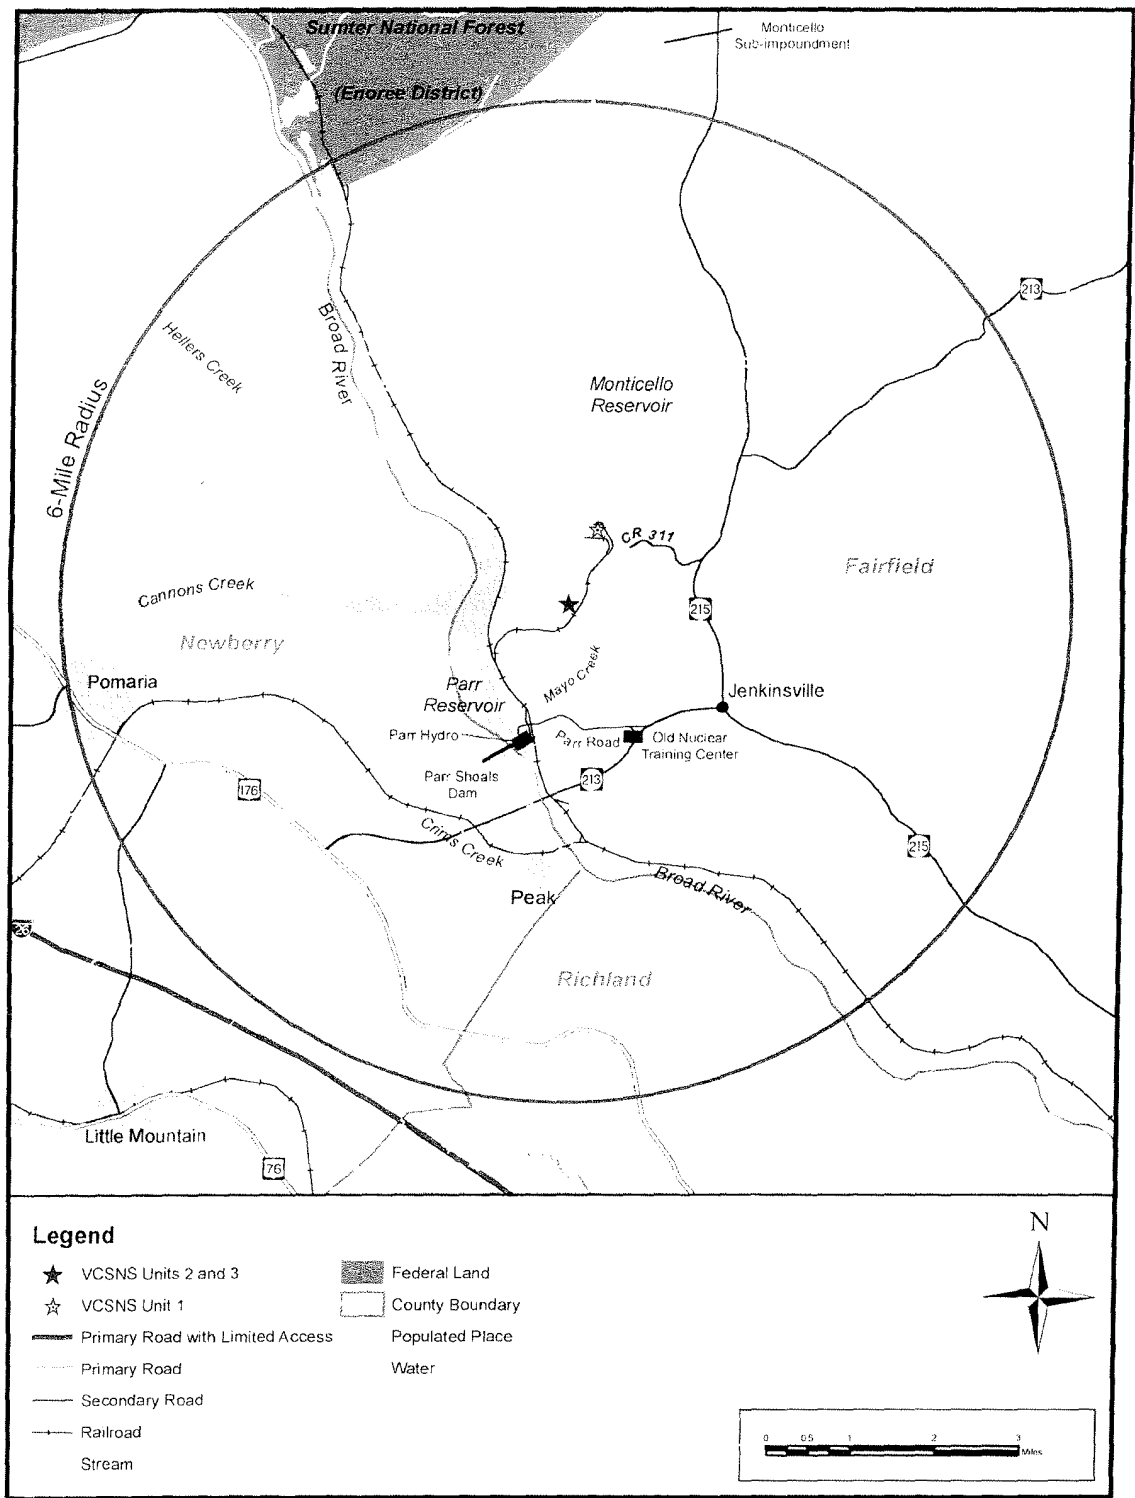 Sumter National Forest
(Enoree District)
Monticello
Sub-impoundment
213
Hellers Creek
Broad River
6-Mile Radius
Monticello
Reservoir
CR 311
Fairfield
Cannons Creek
Newberry
215
Pomaria
Parr
Reservoir
Mayo Creek
Jenkinsville
Parr Hydro
Parr Road
Old Nuclear
Training Center
Parr Shoals
Dam
213
176
Crims Creek
215
Peak
Broad River
26
Richland
Little Mountain
76
Legend
VCSNS Units 2 and 3
VCSNS Unit 1
Primary Road with Limited Access
Primary Road
Secondary Road
Railroad
Stream
Federal Land
County Boundary
Populated Place
Water
N
0 0.5 1 2 3
Miles